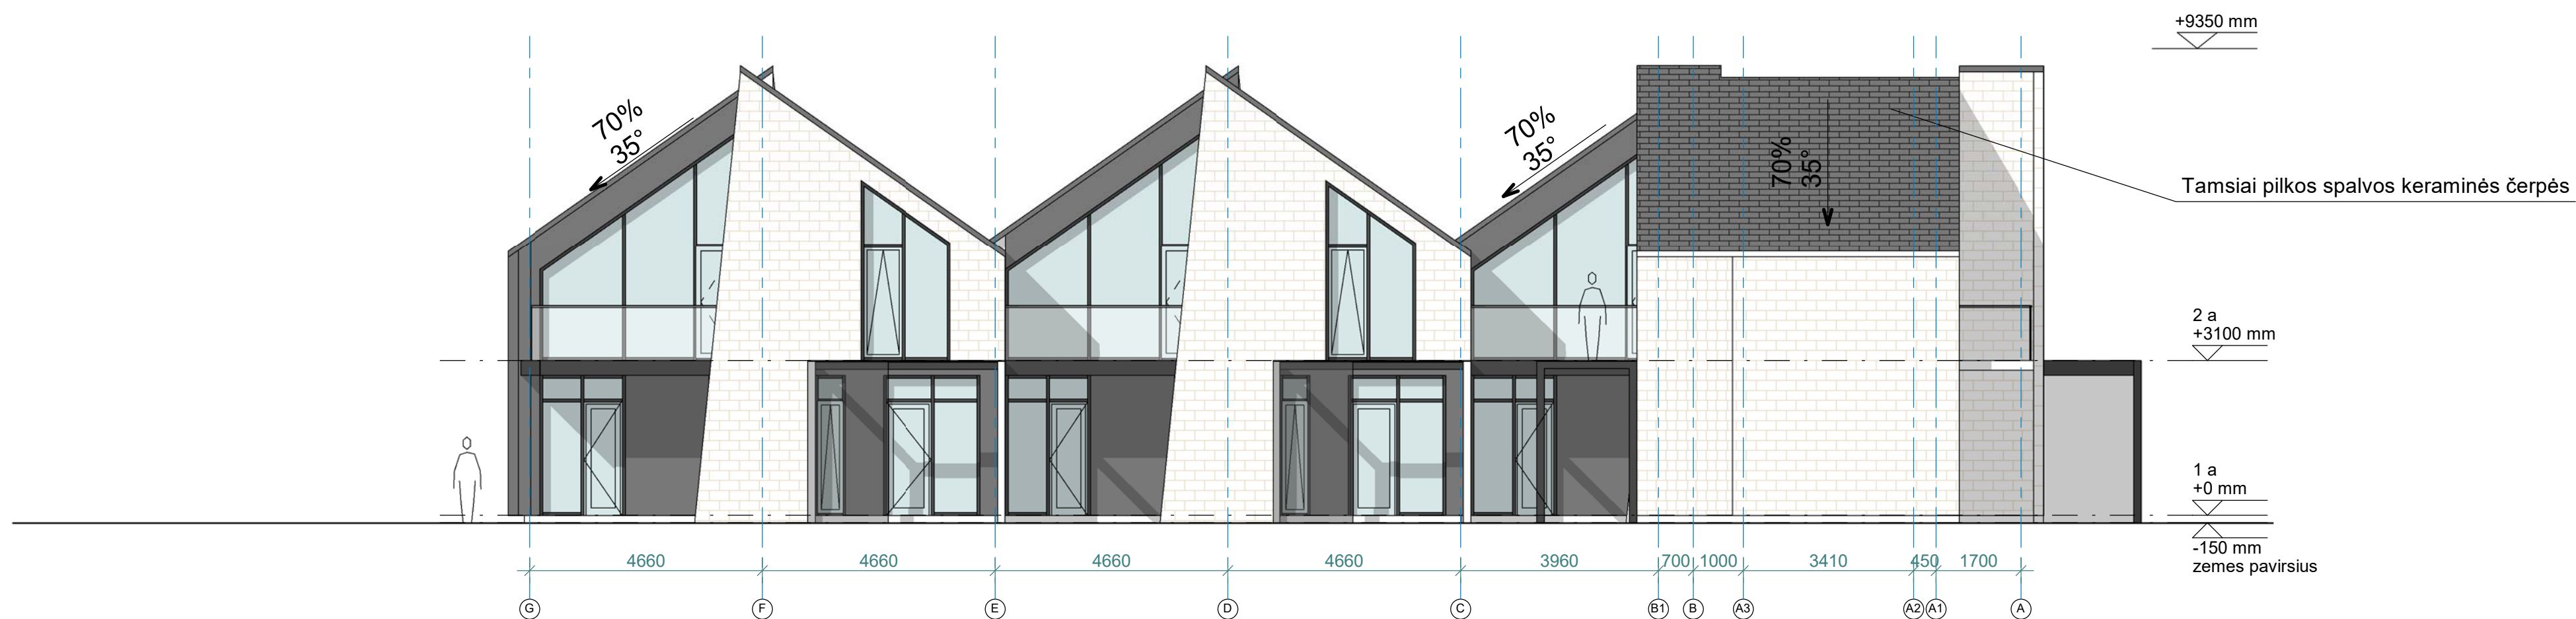 +9350 mm
70%
35°
70%
35°
70%
35°
Tamsiai pilkos spalvos keraminės čerpės
2 a
+3100 mm
1 a
+0 mm
-150 mm
zemes pavirsius
4660 4660 4660 4660 3960 700 1000 3410 450 1700
G F E D C B1 B A3 A2 A1 A